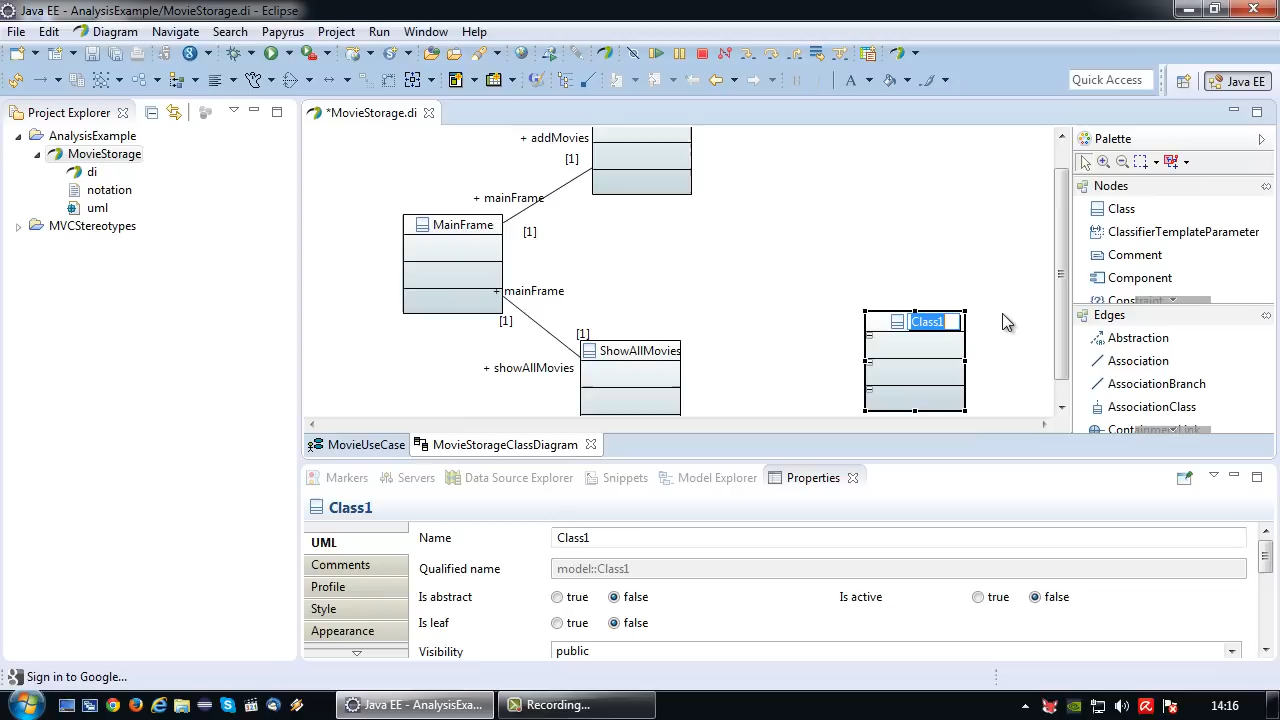 Java EE - AnalysisExample/MovieStorage.di - Eclipse
File Edit Diagram Navigate Search Papyrus Project Run Window Help
Quick Access
Java EE
Project Explorer
AnalysisExample
MovieStorage
di
notation
uml
MVCStereotypes
*MovieStorage.di
+ addMovies
[1]
+ mainFrame
[1]
MainFrame
+ mainFrame
[1]
[1]
ShowAllMovies
+ showAllMovies
Class1
Palette
Nodes
Class
ClassifierTemplateParameter
Comment
Component
Edges
Abstraction
Association
AssociationBranch
AssociationClass
MovieUseCase
MovieStorageClassDiagram
Markers Servers Data Source Explorer Snippets Model Explorer Properties
Class1
UML
Comments
Profile
Style
Appearance
Name Class1
Qualified name model::Class1
Is abstract true false Is active true false
Is leaf true false
Visibility public
Sign in to Google...
Java EE - AnalysisExa...
Recording...
14:16